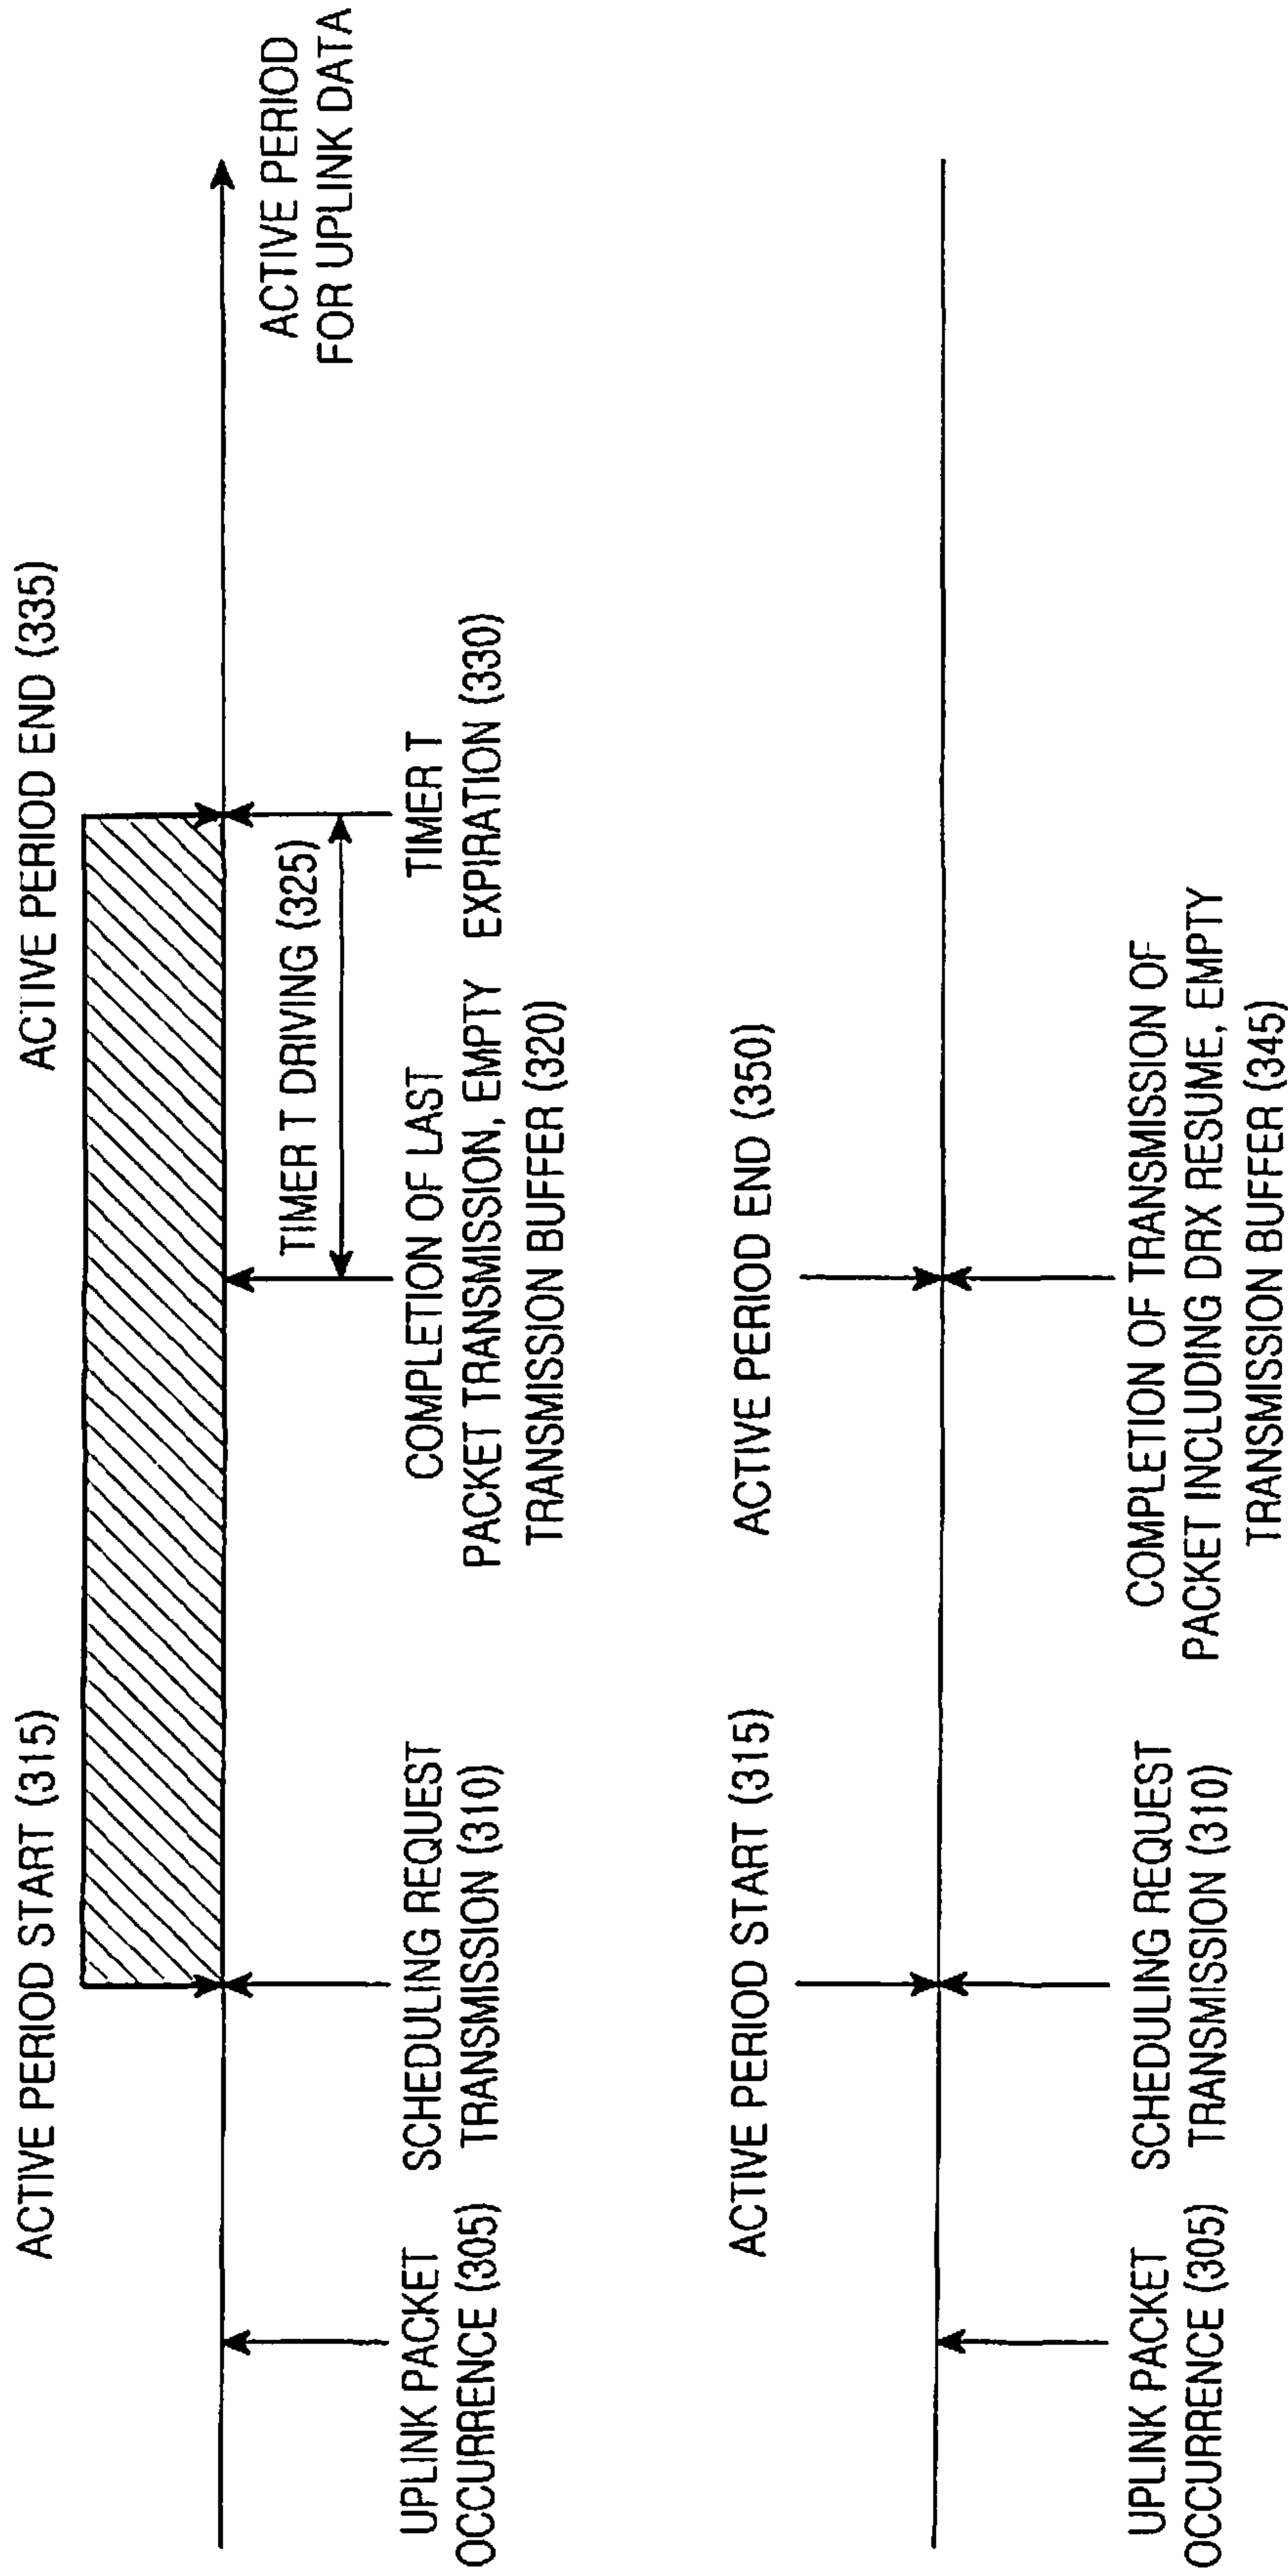 ACTIVE PERIOD START (315)
ACTIVE PERIOD END (335)
ACTIVE PERIOD
FOR UPLINK DATA
TIMER T DRIVING (325)
UPLINK PACKET
OCCURRENCE (305)
SCHEDULING REQUEST
TRANSMISSION (310)
COMPLETION OF LAST
PACKET TRANSMISSION, EMPTY
TRANSMISSION BUFFER (320)
TIMER T
EXPIRATION (330)
ACTIVE PERIOD START (315)
ACTIVE PERIOD END (350)
UPLINK PACKET
OCCURRENCE (305)
SCHEDULING REQUEST
TRANSMISSION (310)
COMPLETION OF TRANSMISSION OF
PACKET INCLUDING DRX RESUME, EMPTY
TRANSMISSION BUFFER (345)